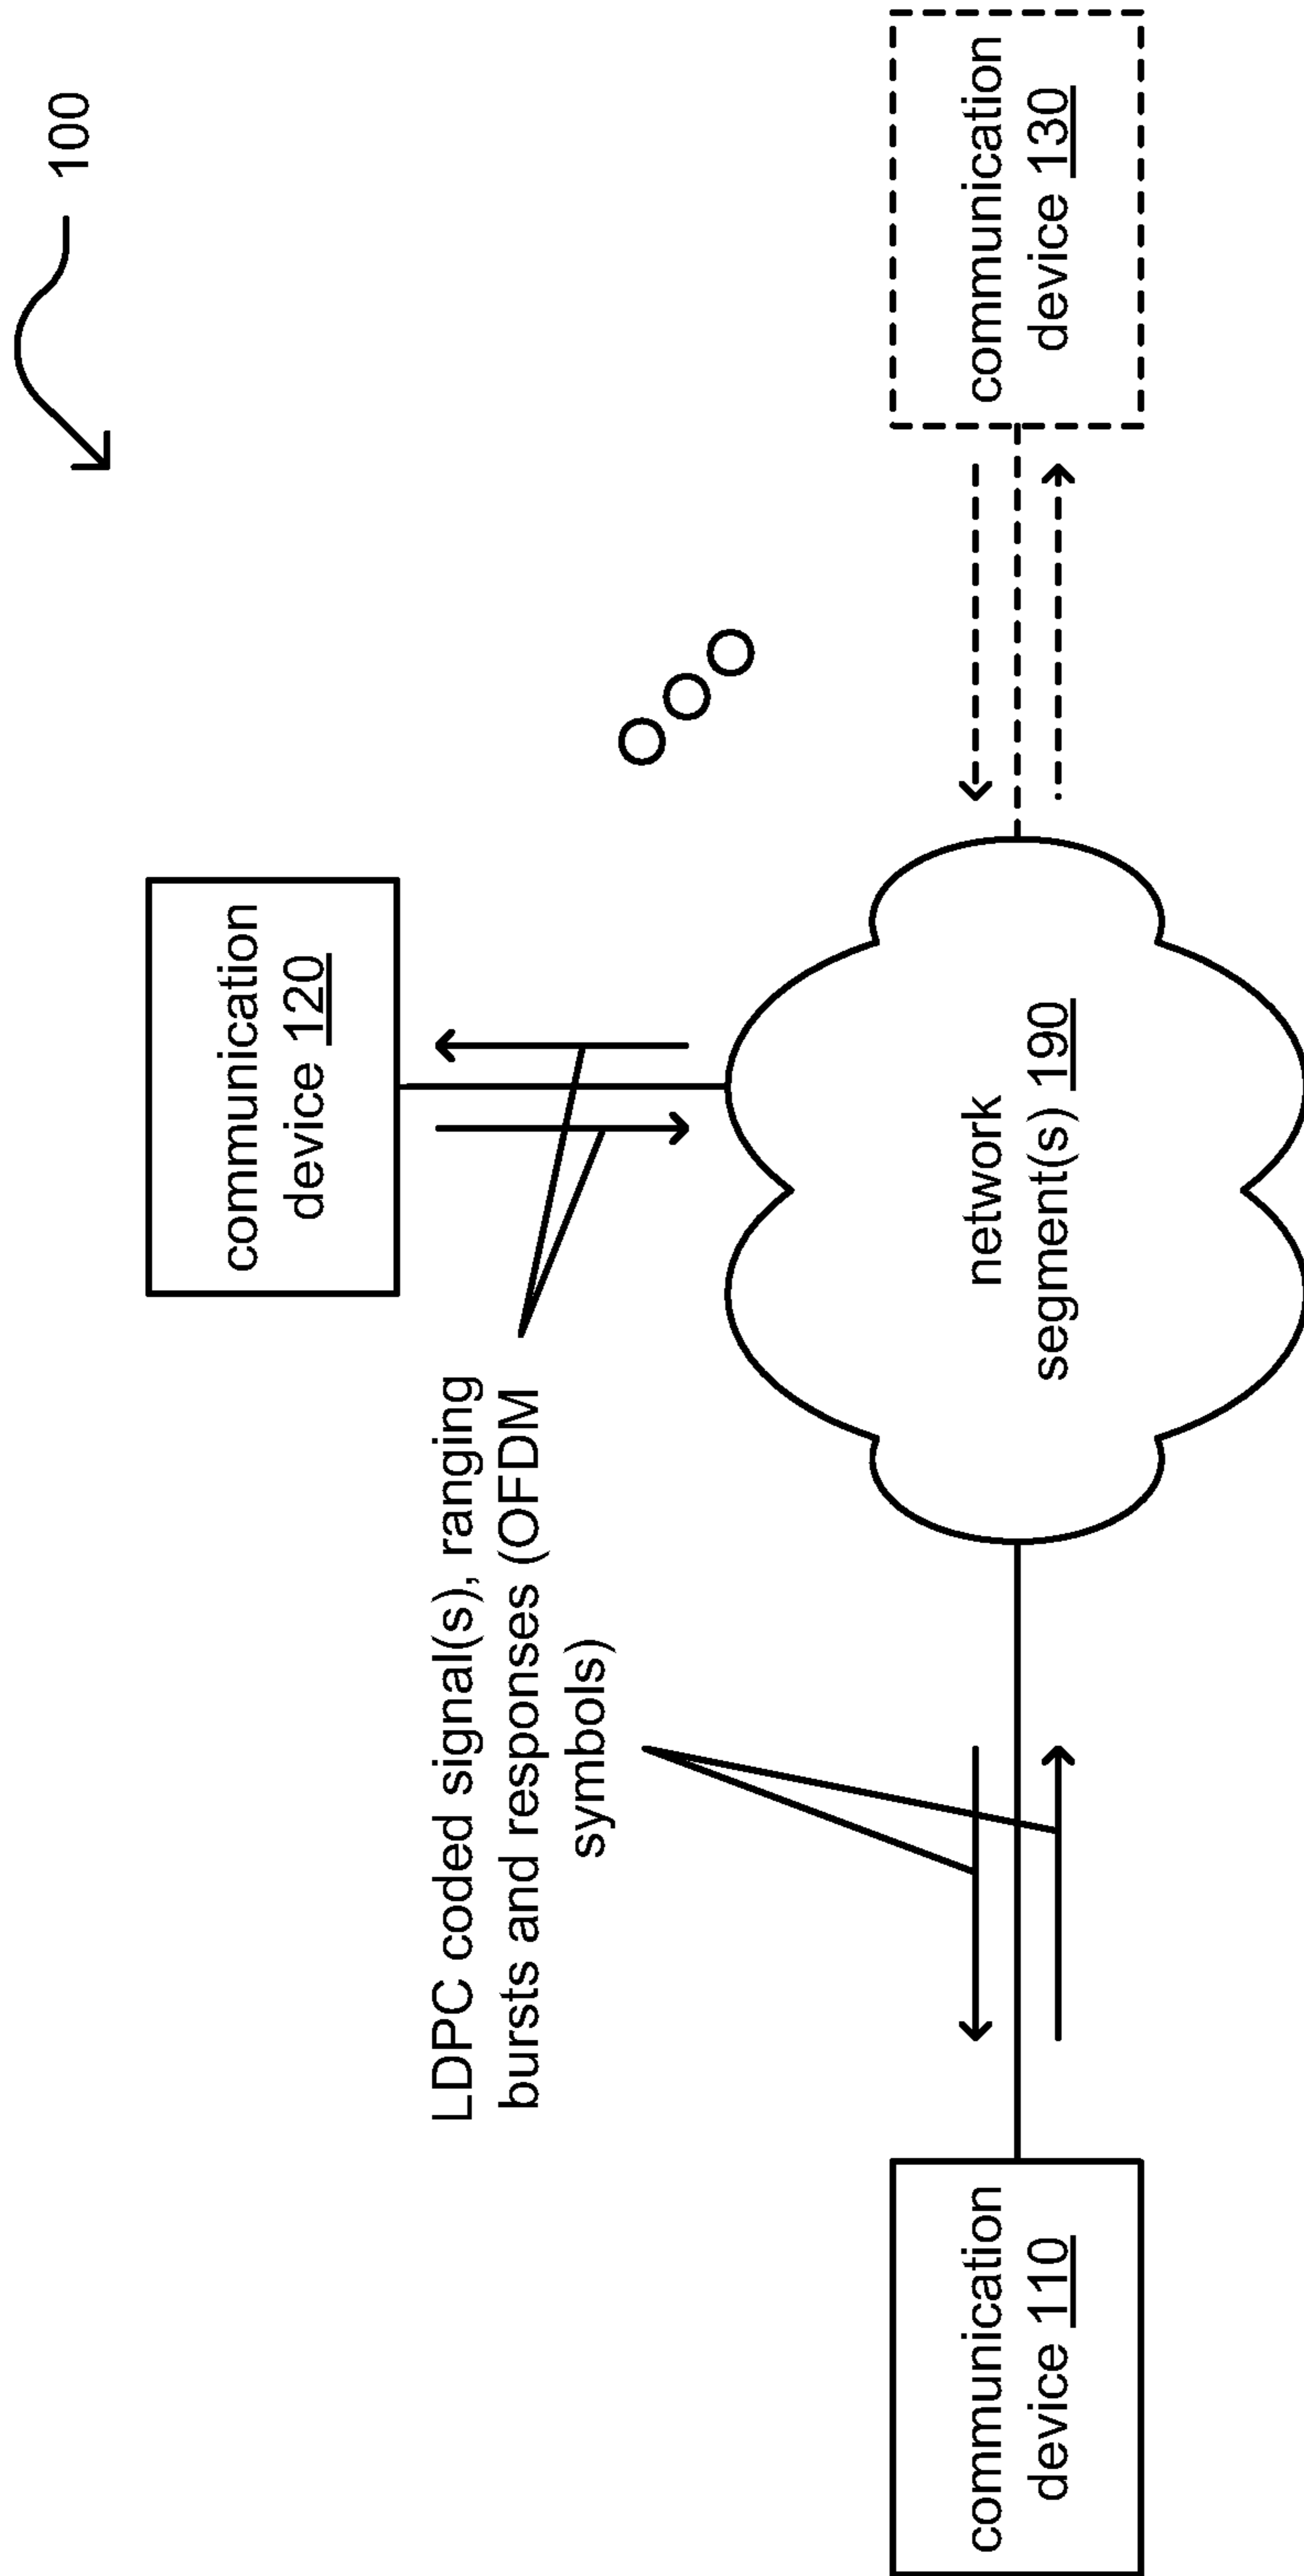 100
communication
device 120
LDPC coded signal(s), ranging
bursts and responses (OFDM
symbols)
communication
device 110
network
segment(s) 190
communication
device 130